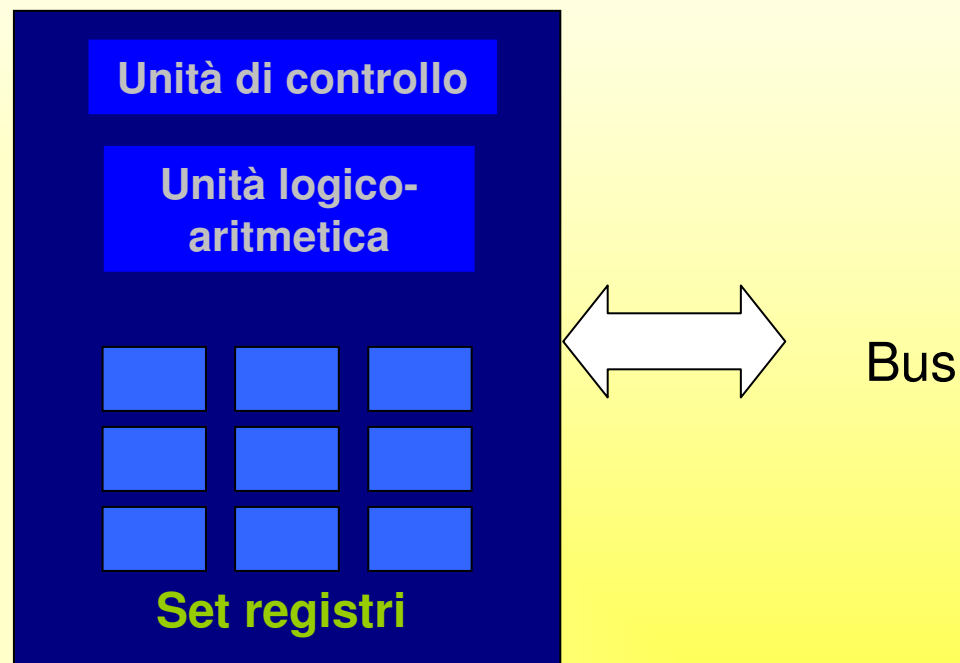 Unità di controllo
Unità logico-
aritmetica
Bus
Set registri